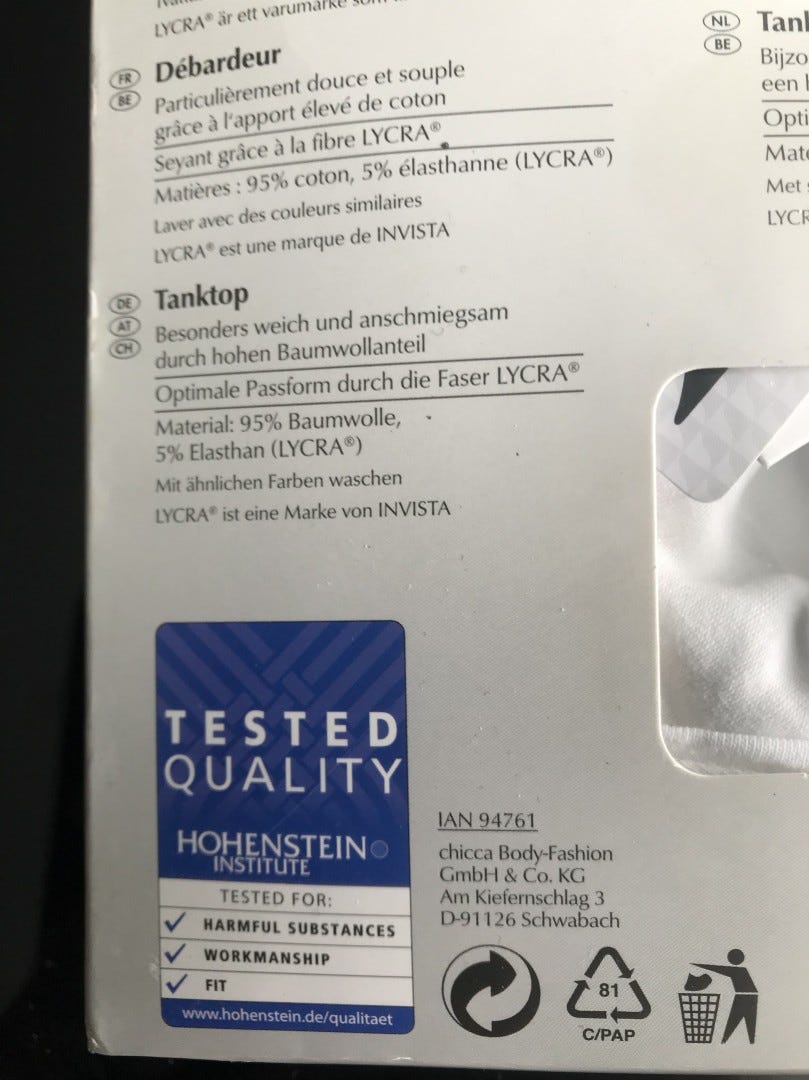 LYCRA® är ett varumärke som
FR
BE
Débardeur
Particulièrement douce et souple
grâce à l'apport élevé de coton
Seyant grâce à la fibre LYCRA®
Matières : 95% coton, 5% élasthanne (LYCRA®)
Laver avec des couleurs similaires
LYCRA® est une marque de INVISTA
DE
AT
CH
Tanktop
Besonders weich und anschmiegsam
durch hohen Baumwollanteil
Optimale Passform durch die Faser LYCRA®
Material: 95% Baumwolle,
5% Elasthan (LYCRA®)
Mit ähnlichen Farben waschen
LYCRA® ist eine Marke von INVISTA
NL
BE
Tank
Bijzo
een
Opti
Mate
Met
LYCR
TESTED
QUALITY
HOHENSTEIN
INSTITUTE
TESTED FOR:
HARMFUL SUBSTANCES
WORKMANSHIP
FIT
www.hohenstein.de/qualitaet
IAN 94761
chicca Body-Fashion
GmbH & Co. KG
Am Kiefernschlag 3
D-91126 Schwabach
81
C/PAP